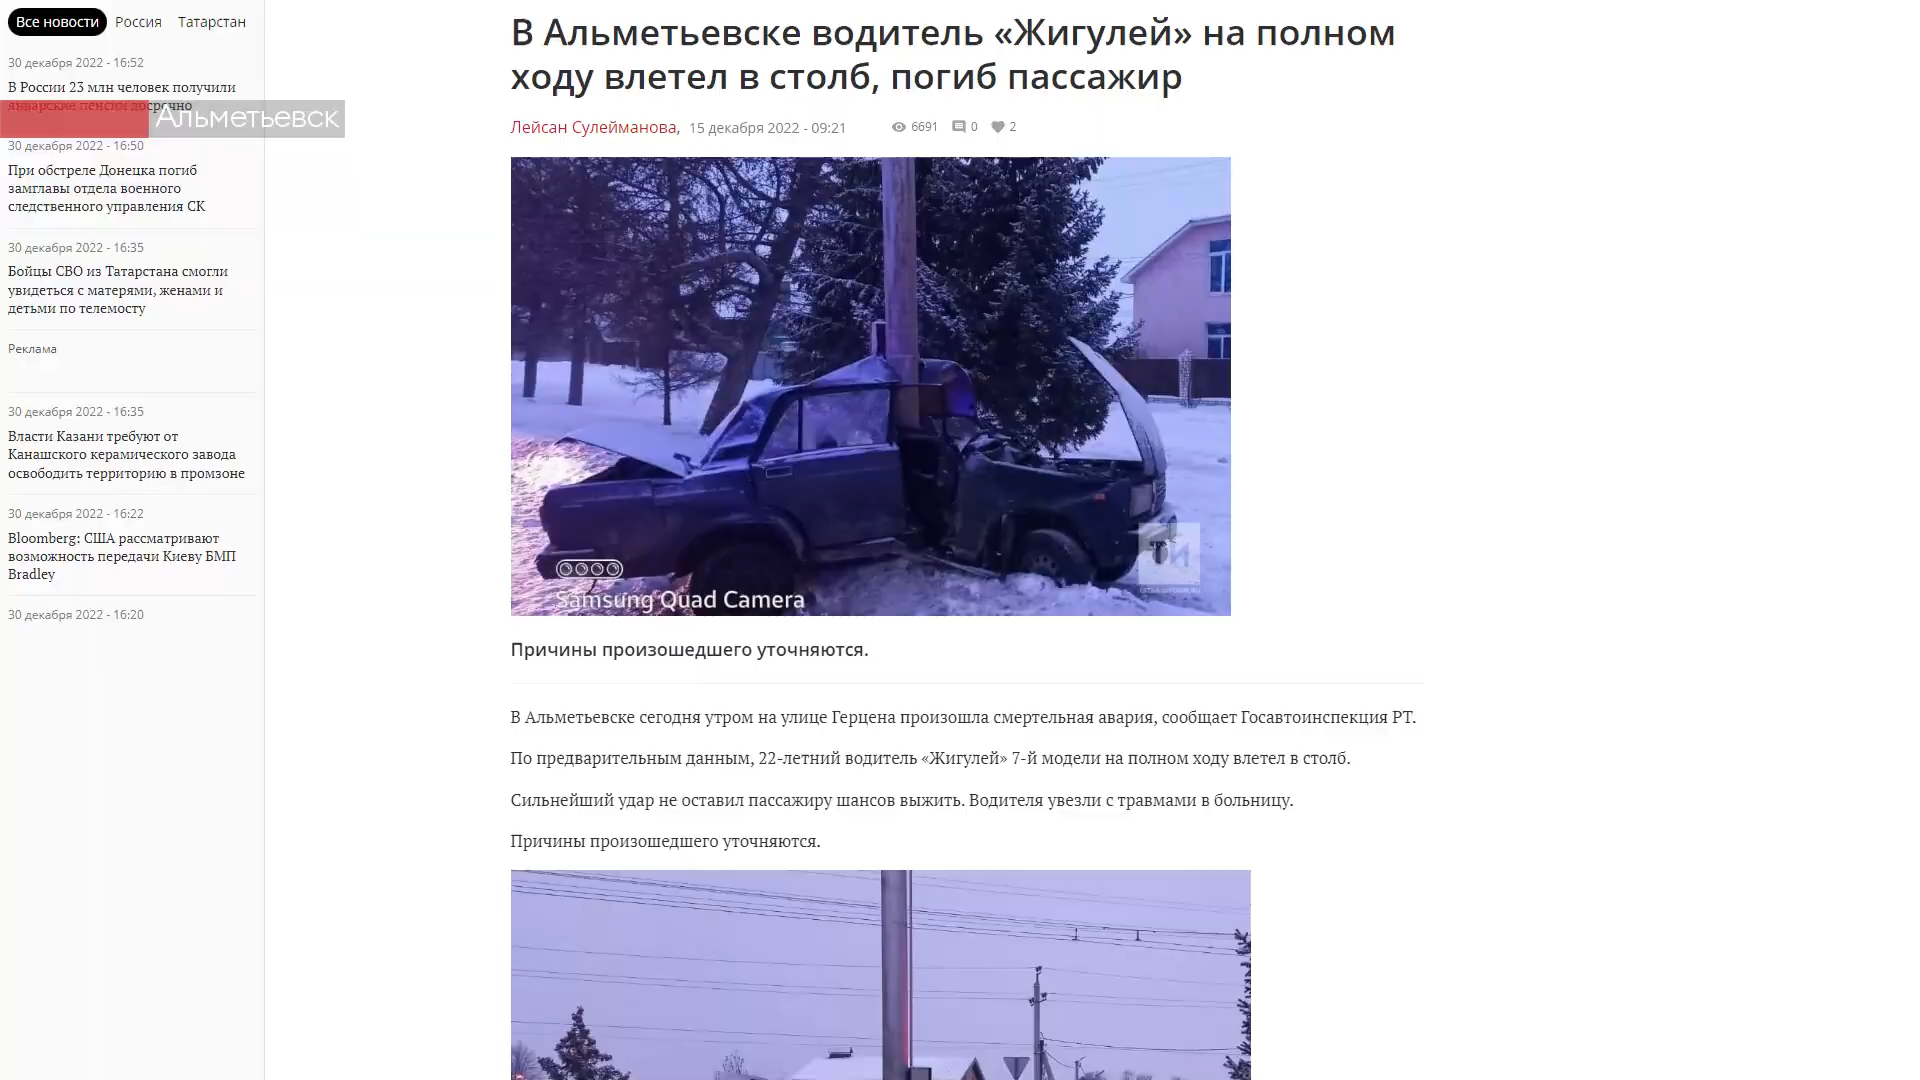 Все новости Россия Татарстан
30 декабря 2022 - 16:52
В России 23 млн человек получили
январские пенсии досрочно
Альметьевск
30 декабря 2022 - 16:50
При обстреле Донецка погиб
замглавы отдела военного
следственного управления СК
30 декабря 2022 - 16:35
Бойцы СВО из Татарстана смогли
увидеться с матерями, женами и
детьми по телемосту
Реклама
30 декабря 2022 - 16:35
Власти Казани требуют от
Канашского керамического завода
освободить территорию в промзоне
30 декабря 2022 - 16:22
Bloomberg: США рассматривают
возможность передачи Киеву БМП
Bradley
30 декабря 2022 - 16:20
В Альметьевске водитель «Жигулей» на полном
ходу влетел в столб, погиб пассажир
Лейсан Сулейманова, 15 декабря 2022 - 09:21 6691 0 2
ТИ
Samsung Quad Camera
Причины произошедшего уточняются.
В Альметьевске сегодня утром на улице Герцена произошла смертельная авария, сообщает Госавтоинспекция РТ.
По предварительным данным, 22-летний водитель «Жигулей» 7-й модели на полном ходу влетел в столб.
Сильнейший удар не оставил пассажиру шансов выжить. Водителя увезли с травмами в больницу.
Причины произошедшего уточняются.